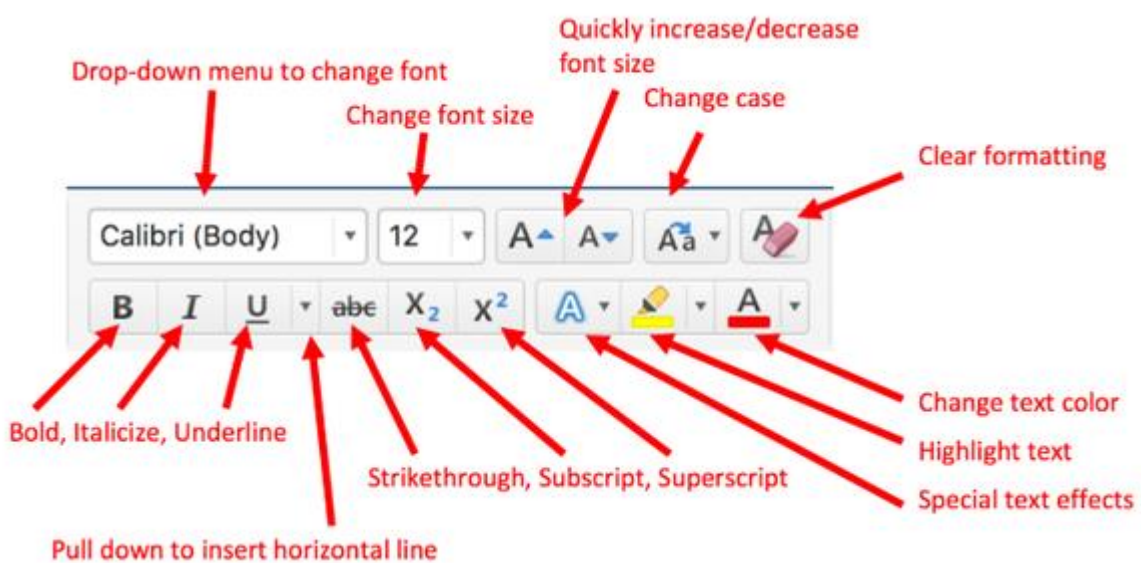 Quickly increase/decrease
font size
Drop-down menu to change font
Change case
Change font size
Clear formatting
Calibri (Body)
12
A A Aa A
B I U abc X₂ X² A A
Change text color
Bold, Italicize, Underline
Highlight text
Strikethrough, Subscript, Superscript
Special text effects
Pull down to insert horizontal line